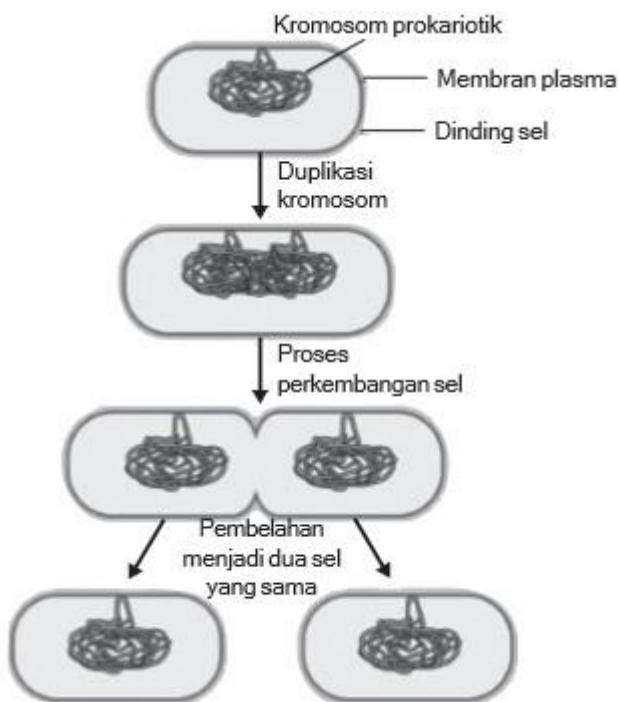 Kromosom prokariotik
Membran plasma
Dinding sel
Duplikasi
kromosom
Proses
perkembangan sel
Pembelahan
menjadi dua sel
yang sama